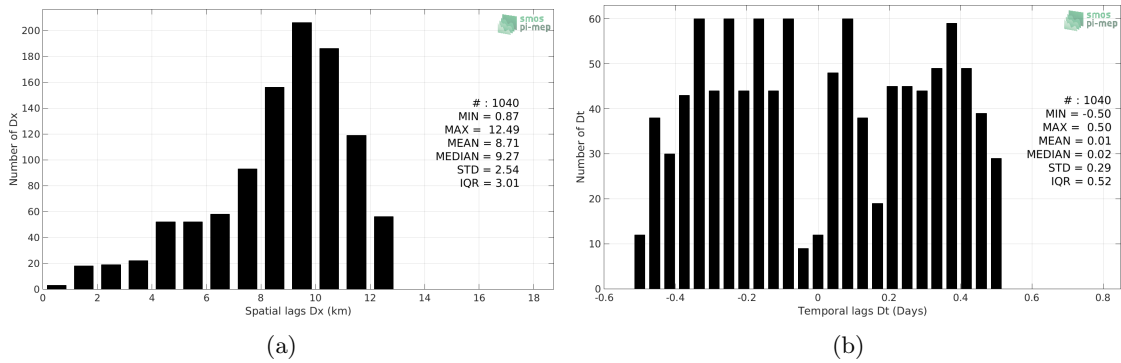 smos
pi-mep
200
180
160
140
120
100
80
60
40
20
0
Number of Dx
# : 1040
MIN = 0.87
MAX = 12.49
MEAN = 8.71
MEDIAN = 9.27
STD = 2.54
IQR = 3.01
0 2 4 6 8 10 12 14 16 18
Spatial lags Dx (km)
(a)
smos
pi-mep
60
50
40
30
20
10
0
Number of Dt
# : 1040
MIN = -0.50
MAX = 0.50
MEAN = 0.01
MEDIAN = 0.02
STD = 0.29
IQR = 0.52
-0.6 -0.4 -0.2 0 0.2 0.4 0.6 0.8
Temporal lags Dt (Days)
(b)